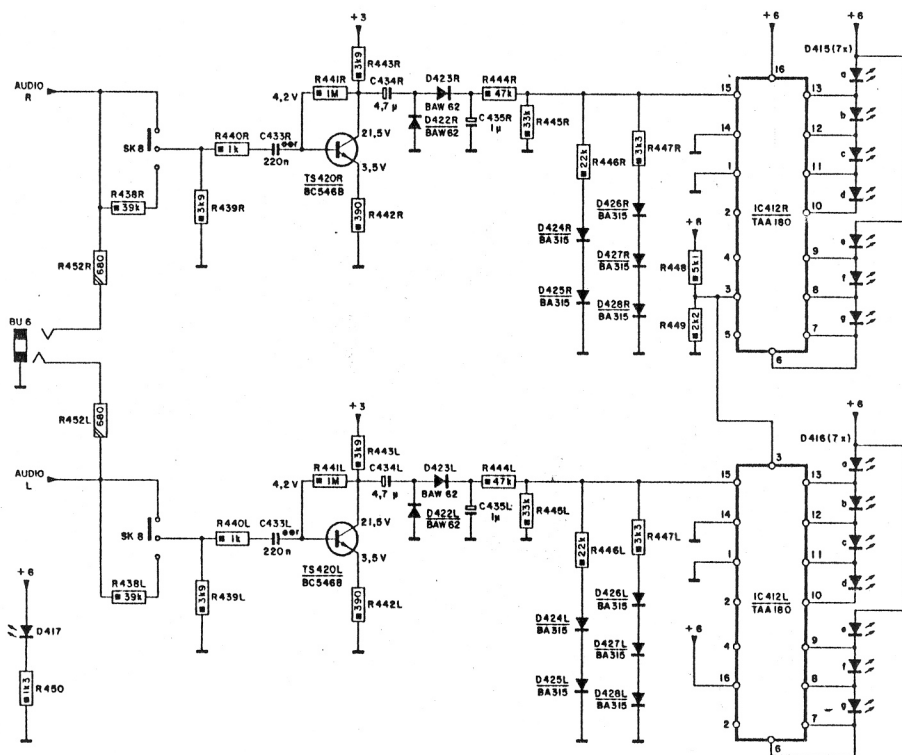 +3
+6
+6
AUDIO
R
SK 8
R438R
39k
R440R
1k
C433R
220n
R439R
3k9
4,2V
R441R
1M
R443R
3k9
C434R
4,7 µ
21,5V
3,5V
TS420R
BC546B
R442R
390
D423R
BAW 62
D422R
BAW62
C435R
1µ
R444R
47k
R445R
33k
R446R
22k
R447R
3k3
D424R
BA315
D425R
BA315
D426R
BA315
D427R
BA315
D428R
BA315
+6
R448
5k1
R449
2k2
15
14
1
2
4
3
5
16
13
12
11
10
9
8
7
6
IC412R
TAA180
D415(7x)
a
b
c
d
e
f
g
R452R
680
BU 6
R452L
680
+3
+6
AUDIO
L
SK 8
R438L
39k
R440L
1k
C433L
220n
R439L
3k9
4,2V
R441L
1M
R443L
3k9
C434L
4,7 µ
21,5V
3,5V
TS420L
BC546B
R442L
390
D423L
BAW 62
D422L
BAW62
C435L
1µ
R444L
47k
R445L
33k
R446L
22k
R447L
3k3
D424L
BA315
D425L
BA315
D426L
BA315
D427L
BA315
D428L
BA315
+6
15
14
1
2
4
16
2
3
13
12
11
10
9
8
7
6
IC412L
TAA180
D416(7x)
a
b
c
d
e
f
g
+6
D417
1k3
R450